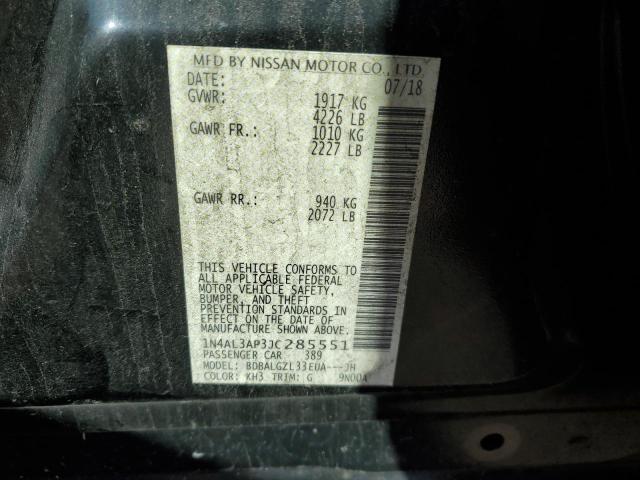 MFD BY NISSAN MOTOR CO., LTD.
DATE: 07/18
GVWR: 1917 KG
4226 LB
GAWR FR.: 1010 KG
2227 LB
GAWR RR.: 940 KG
2072 LB
THIS VEHICLE CONFORMS TO
ALL APPLICABLE FEDERAL
MOTOR VEHICLE SAFETY,
BUMPER, AND THEFT
PREVENTION STANDARDS IN
EFFECT ON THE DATE OF
MANUFACTURE SHOWN ABOVE.
1N4AL3AP3JC285551
PASSENGER CAR 389
MODEL: BDBALGZL33EUA---JH
COLOR: KH3 TRIM: G 9N00A